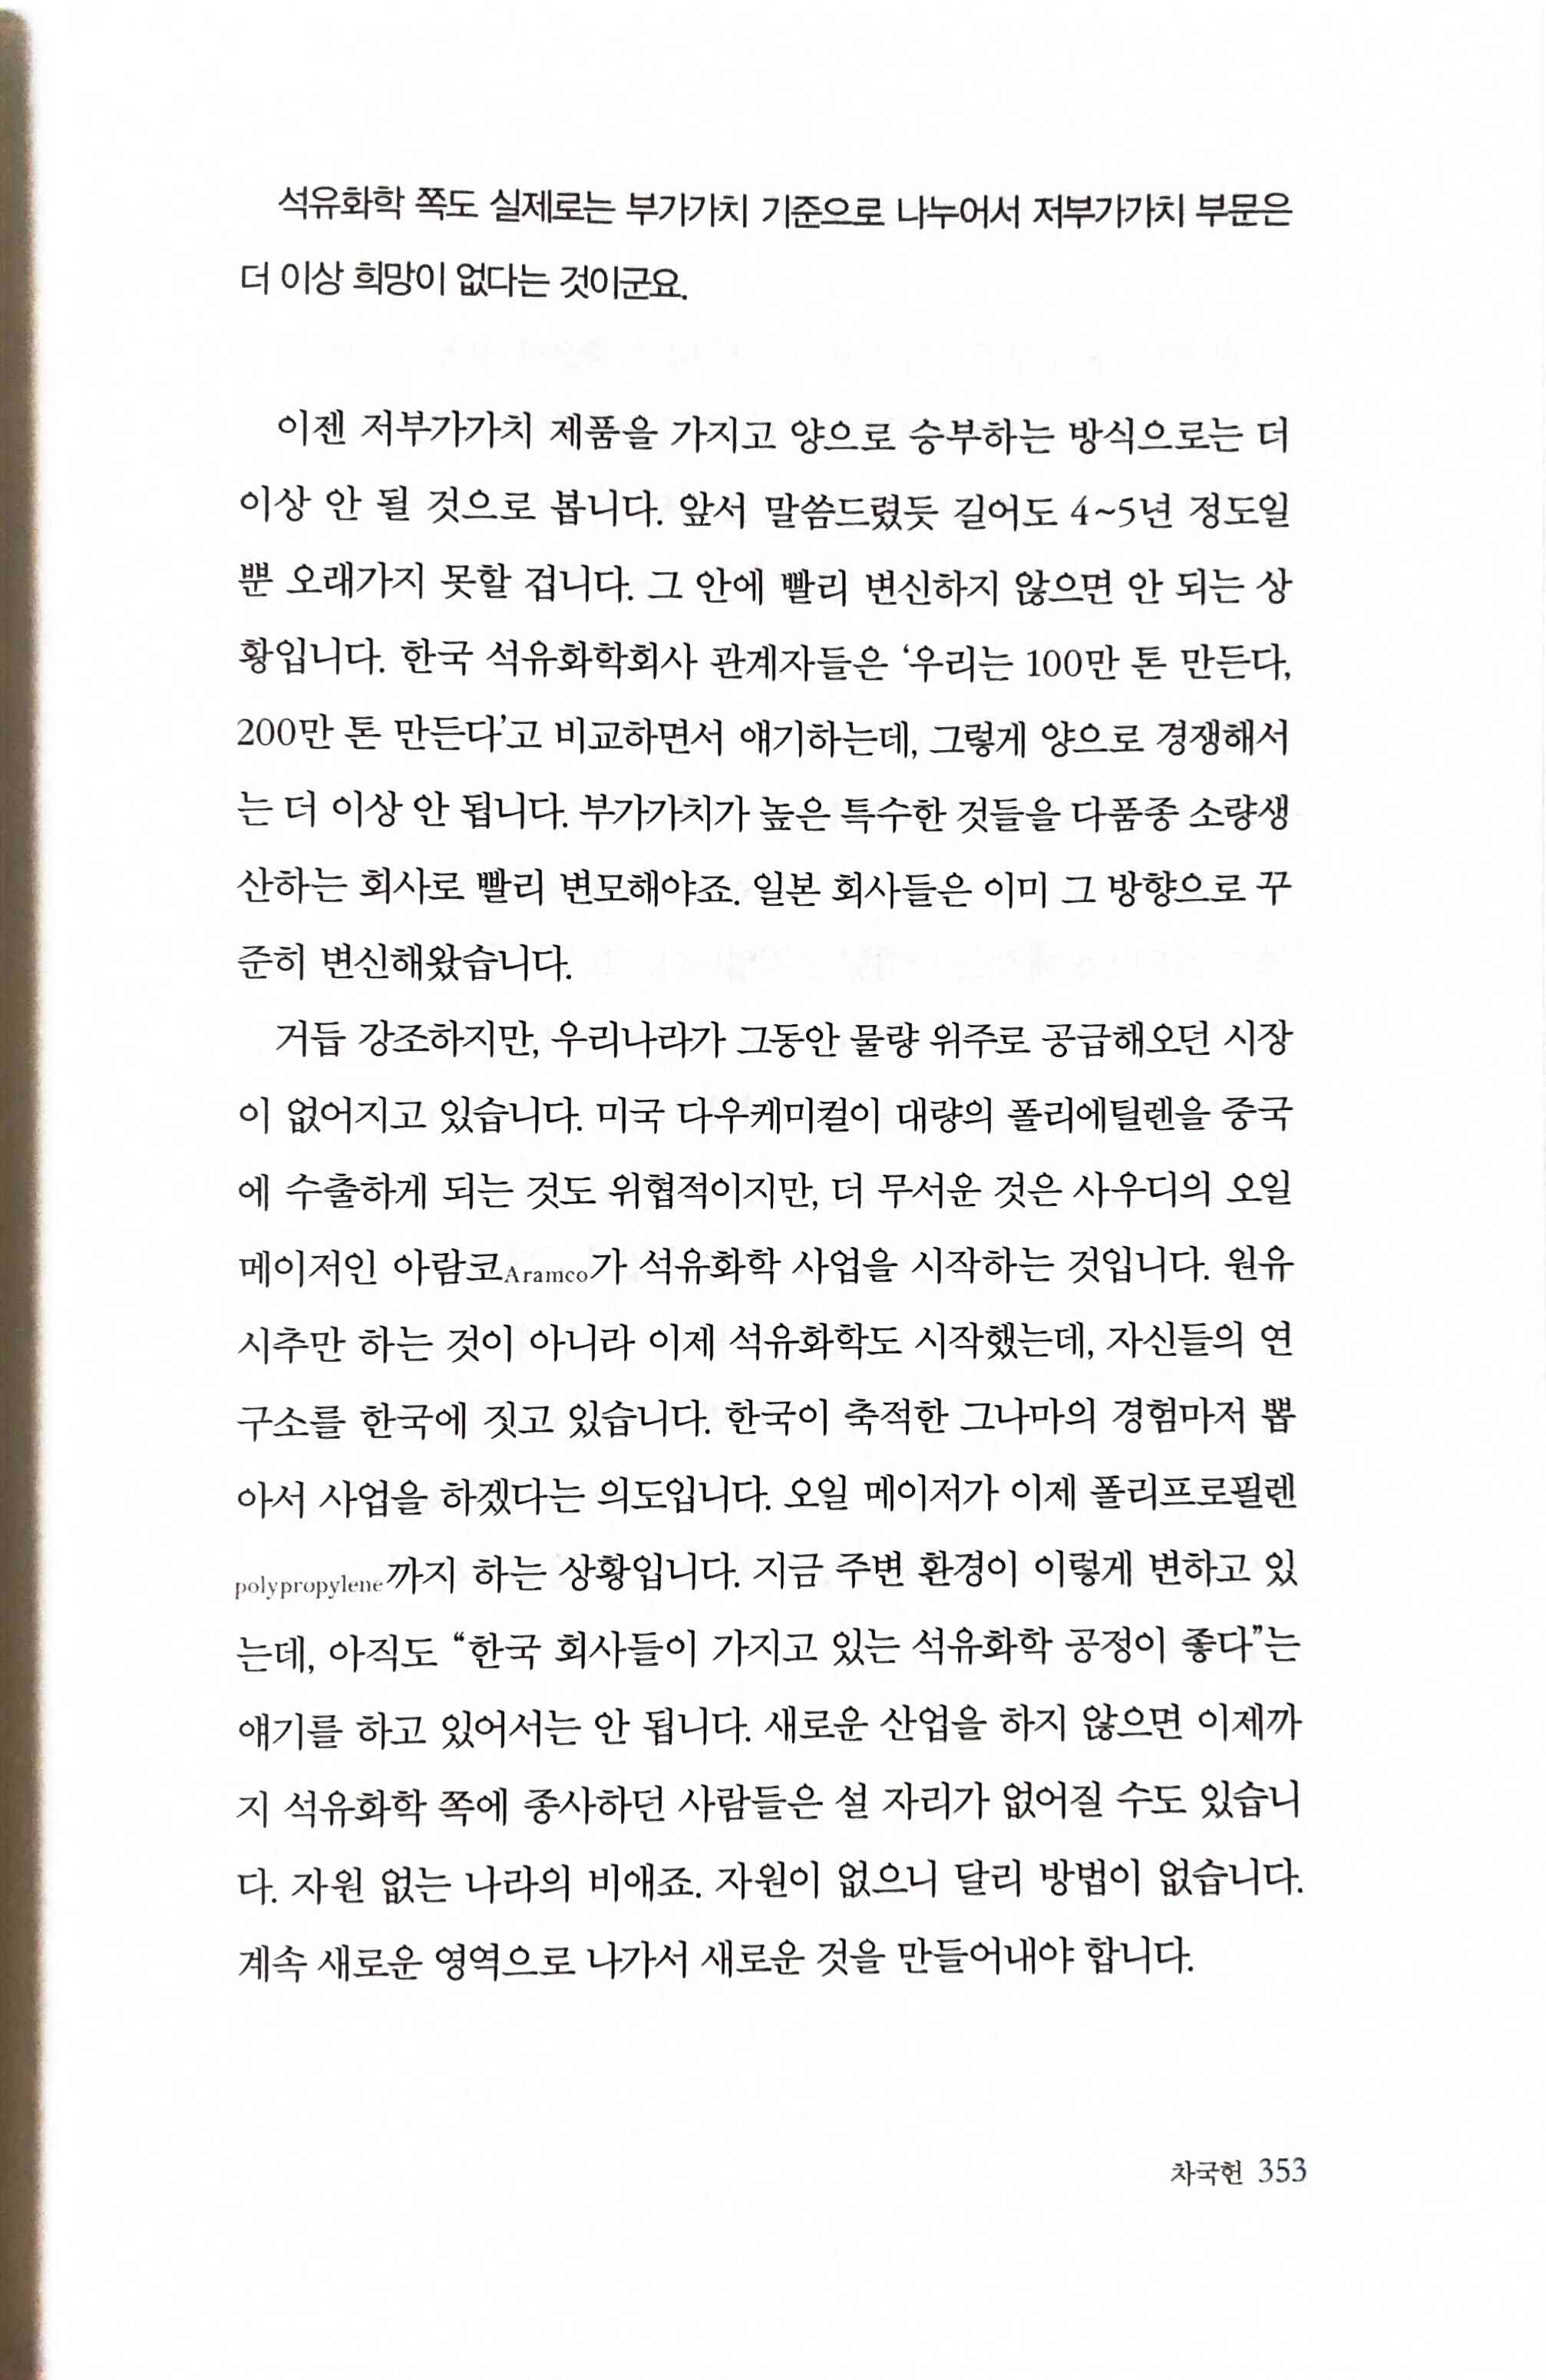 석유화학 쪽도 실제로는 부가가치 기준으로 나누어서 저부가가치 부문은
더 이상 희망이 없다는 것이군요.
이젠 저부가가치 제품을 가지고 양으로 승부하는 방식으로는 더
이상 안 될 것으로 봅니다. 앞서 말씀드렸듯 길어도 4~5년 정도일
뿐 오래가지 못할 겁니다. 그 안에 빨리 변신하지 않으면 안 되는 상
황입니다. 한국 석유화학회사 관계자들은 ‘우리는 100만 톤 만든다,
200만 톤 만든다’고 비교하면서 얘기하는데, 그렇게 양으로 경쟁해서
는 더 이상 안 됩니다. 부가가치가 높은 특수한 것들을 다품종 소량생
산하는 회사로 빨리 변모해야죠. 일본 회사들은 이미 그 방향으로 꾸
준히 변신해왔습니다.
거듭 강조하지만, 우리나라가 그동안 물량 위주로 공급해오던 시장
이 없어지고 있습니다. 미국 다우케미컬이 대량의 폴리에틸렌을 중국
에 수출하게 되는 것도 위협적이지만, 더 무서운 것은 사우디의 오일
메이저인 아람코Aramco가 석유화학 사업을 시작하는 것입니다. 원유
시추만 하는 것이 아니라 이제 석유화학도 시작했는데, 자신들의 연
구소를 한국에 짓고 있습니다. 한국이 축적한 그나마의 경험마저 뽑
아서 사업을 하겠다는 의도입니다. 오일 메이저가 이제 폴리프로필렌
polypropylene까지 하는 상황입니다. 지금 주변 환경이 이렇게 변하고 있
는데, 아직도 “한국 회사들이 가지고 있는 석유화학 공정이 좋다”는
얘기를 하고 있어서는 안 됩니다. 새로운 산업을 하지 않으면 이제까
지 석유화학 쪽에 종사하던 사람들은 설 자리가 없어질 수도 있습니
다. 자원 없는 나라의 비애죠. 자원이 없으니 달리 방법이 없습니다.
계속 새로운 영역으로 나가서 새로운 것을 만들어내야 합니다.
차국헌 353